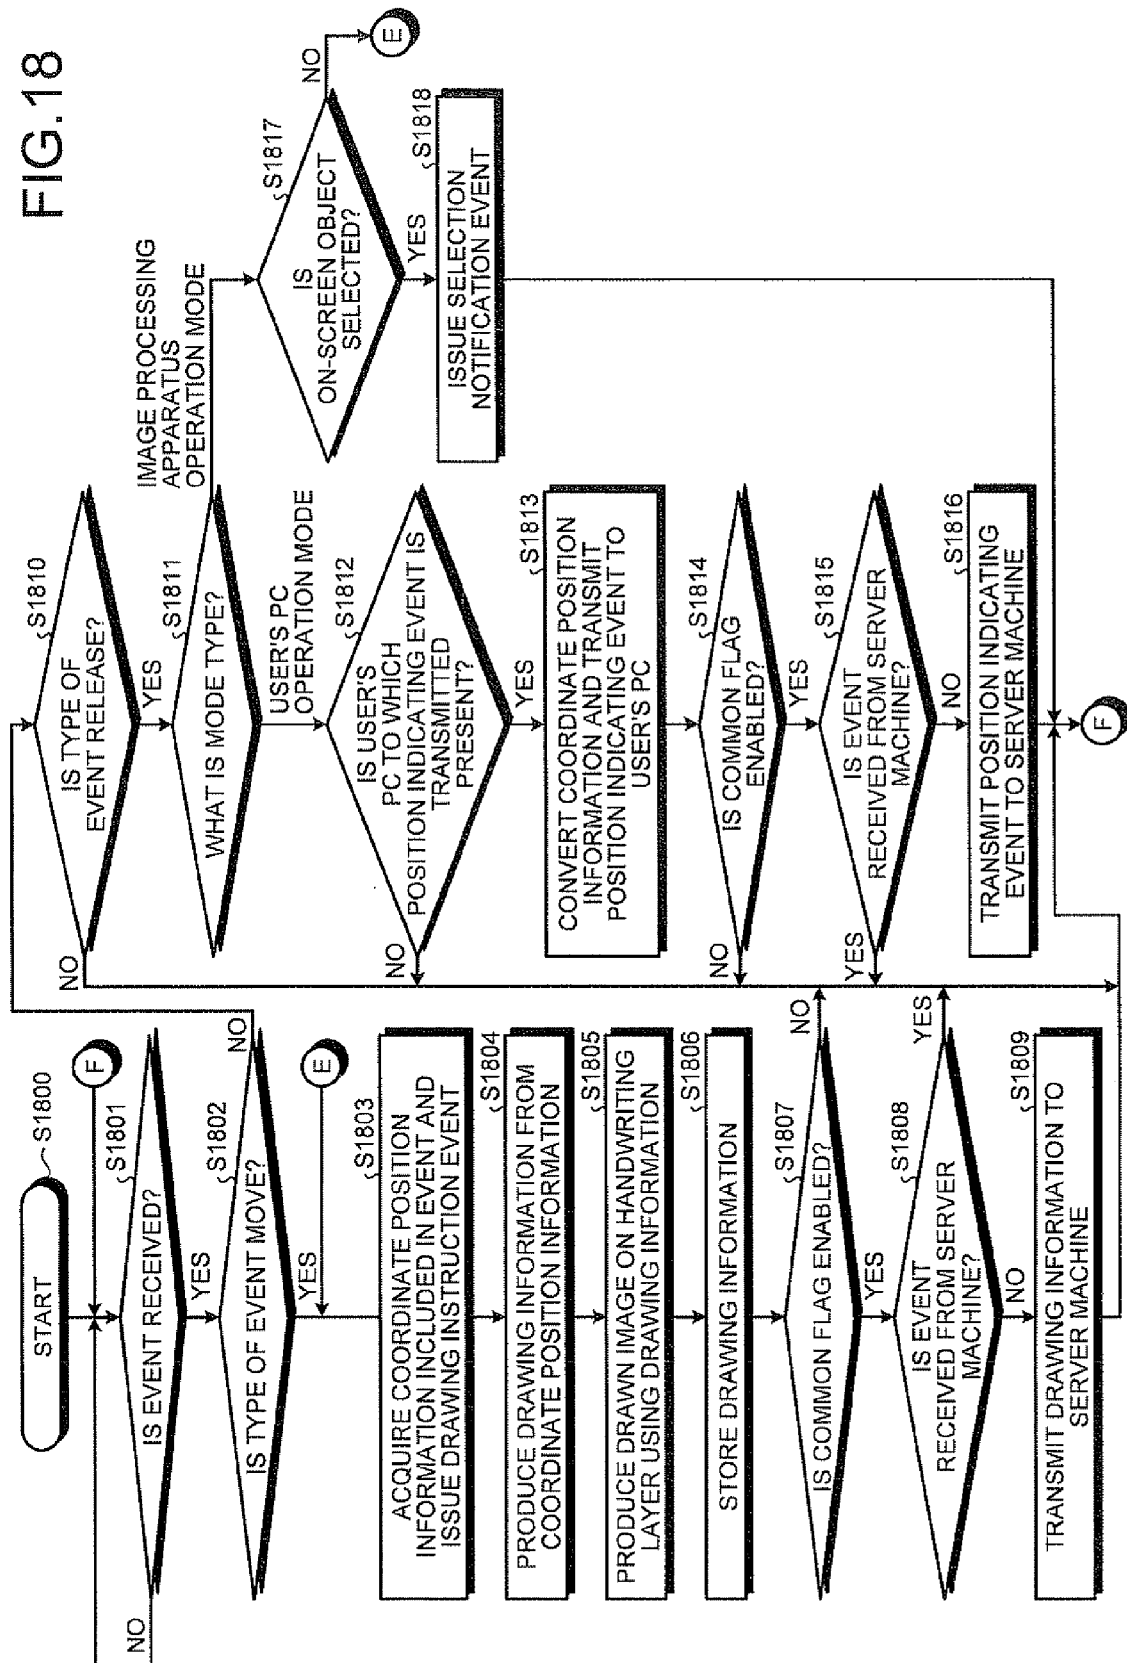 FIG.18
START
S1800
F
S1801
IS EVENT RECEIVED?
NO
YES
S1802
IS TYPE OF EVENT MOVE?
NO
YES
E
S1803
ACQUIRE COORDINATE POSITION
INFORMATION INCLUDED IN EVENT AND
ISSUE DRAWING INSTRUCTION EVENT
S1804
PRODUCE DRAWING INFORMATION FROM
COORDINATE POSITION INFORMATION
S1805
PRODUCE DRAWN IMAGE ON HANDWRITING
LAYER USING DRAWING INFORMATION
S1806
STORE DRAWING INFORMATION
S1807
IS COMMON FLAG ENABLED?
NO
YES
S1808
IS EVENT
RECEIVED FROM SERVER
MACHINE?
YES
NO
S1809
TRANSMIT DRAWING INFORMATION TO
SERVER MACHINE
S1810
IS TYPE OF
EVENT RELEASE?
NO
YES
S1811
WHAT IS MODE TYPE?
IMAGE PROCESSING
APPARATUS
OPERATION MODE
USER'S PC
OPERATION MODE
S1812
IS USER'S
PC TO WHICH
POSITION INDICATING EVENT IS
TRANSMITTED
PRESENT?
NO
YES
S1813
CONVERT COORDINATE POSITION
INFORMATION AND TRANSMIT
POSITION INDICATING EVENT TO
USER'S PC
S1814
IS COMMON FLAG
ENABLED?
NO
YES
S1815
IS EVENT
RECEIVED FROM SERVER
MACHINE?
YES
NO
S1816
TRANSMIT POSITION INDICATING
EVENT TO SERVER MACHINE
F
S1817
IS
ON-SCREEN OBJECT
SELECTED?
NO
E
YES
S1818
ISSUE SELECTION
NOTIFICATION EVENT